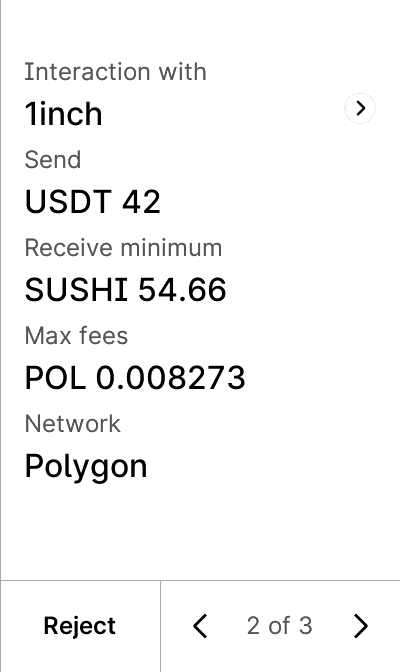 Interaction with
1inch
Send
USDT 42
Receive minimum
SUSHI 54.66
Max fees
POL 0.008273
Network
Polygon
Reject
2 of 3